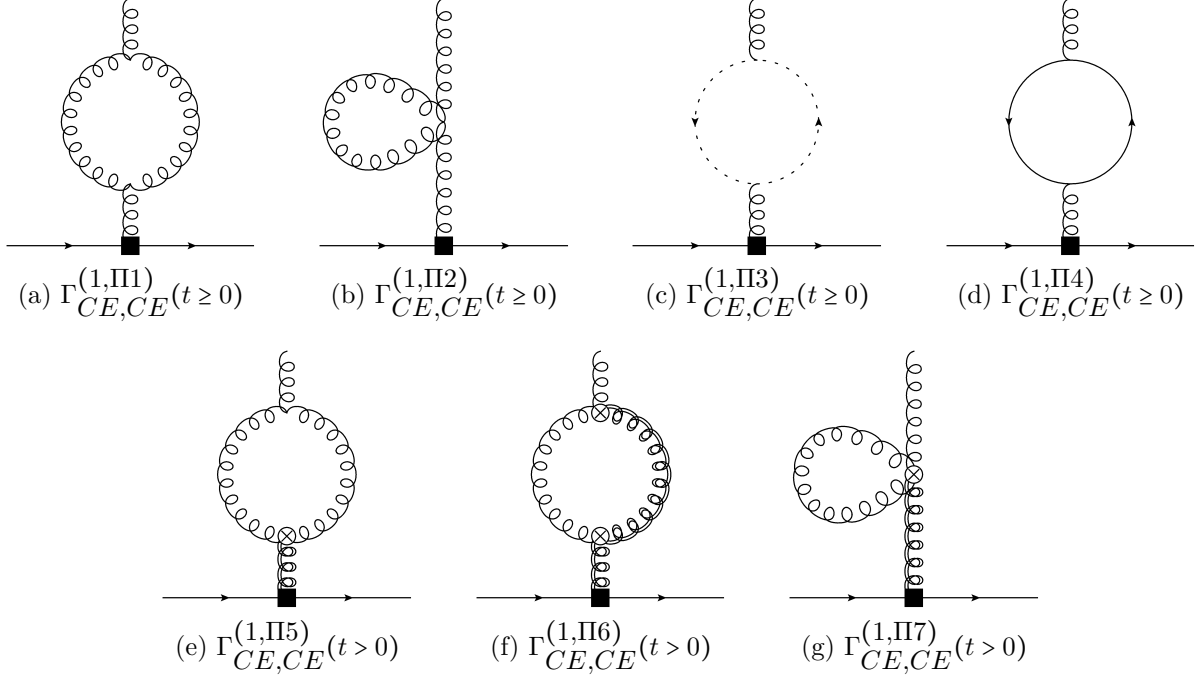 (a) Γ^{(1,Π1)}_{CE,CE}(t ≥ 0)
(b) Γ^{(1,Π2)}_{CE,CE}(t ≥ 0)
(c) Γ^{(1,Π3)}_{CE,CE}(t ≥ 0)
(d) Γ^{(1,Π4)}_{CE,CE}(t ≥ 0)
(e) Γ^{(1,Π5)}_{CE,CE}(t > 0)
(f) Γ^{(1,Π6)}_{CE,CE}(t > 0)
(g) Γ^{(1,Π7)}_{CE,CE}(t > 0)